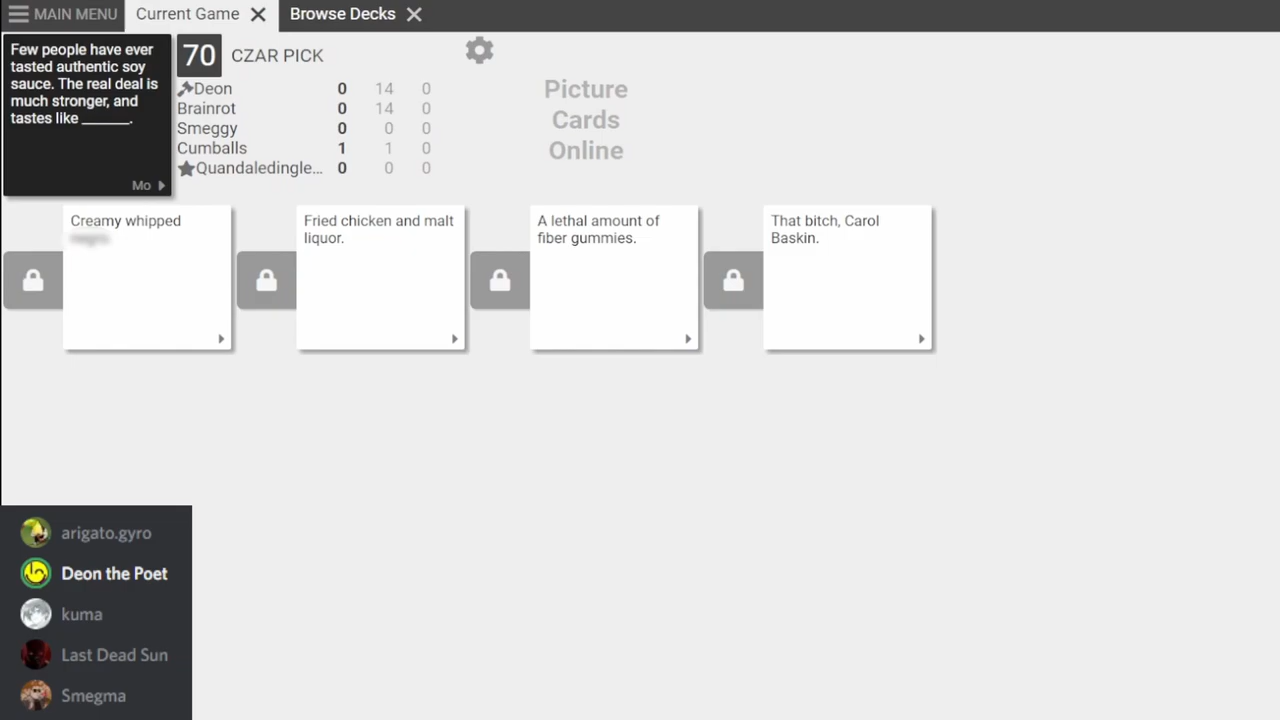 MAIN MENU
Current Game
Browse Decks
Few people have ever
tasted authentic soy
sauce. The real deal is
much stronger, and
tastes like ______.
Mo
70 CZAR PICK
Deon 0 14 0
Brainrot 0 14 0
Smeggy 0 0 0
Cumballs 1 1 0
Quandaledingle... 0 0 0
Picture
Cards
Online
Creamy whipped
Fried chicken and malt
liquor.
A lethal amount of
fiber gummies.
That bitch, Carol
Baskin.
arigato.gyro
Deon the Poet
kuma
Last Dead Sun
Smegma